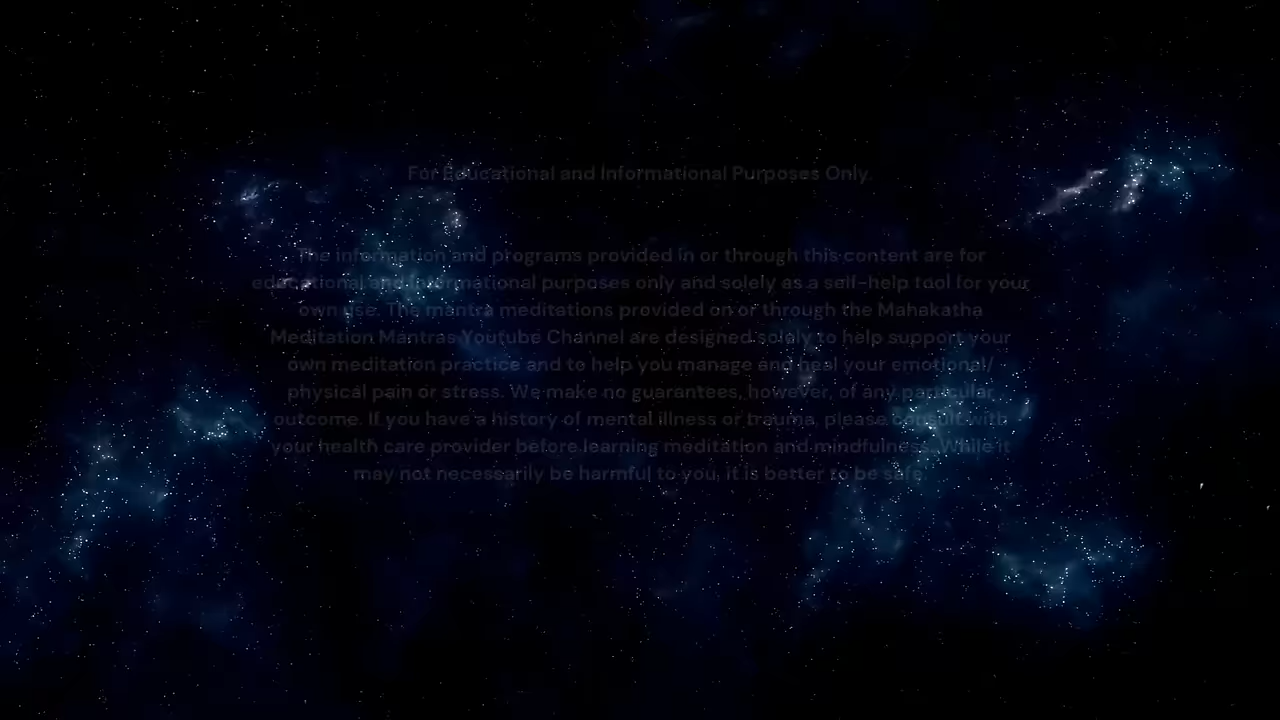 For Educational and Informational Purposes Only.
The information and programs provided in or through this content are for
educational and informational purposes only and solely as a self-help tool for your
own use. The mantra meditations provided on or through the Mahakatha
Meditation Mantras Youtube Channel are designed solely to help support your
own meditation practice and to help you manage and heal your emotional/
physical pain or stress. We make no guarantees, however, of any particular
outcome. If you have a history of mental illness or trauma, please consult with
your health care provider before learning meditation and mindfulness. While it
may not necessarily be harmful to you, it is better to be safe.